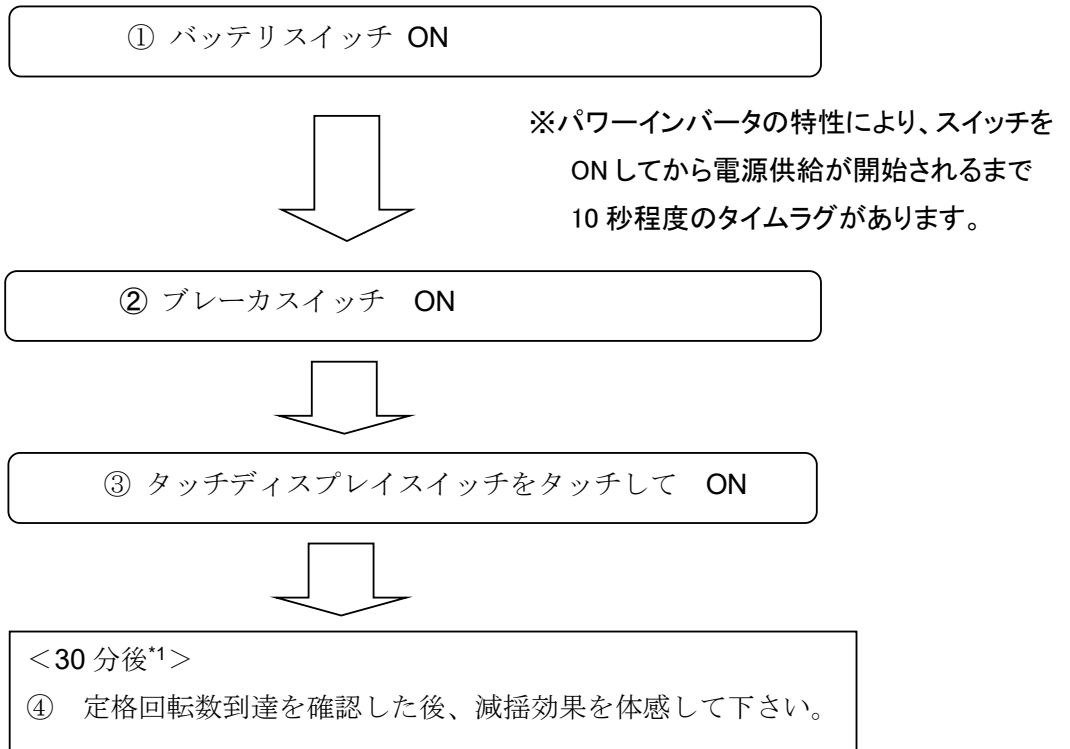 ① バッテリスイッチ ON
※パワーインバータの特性により、スイッチを
ON してから電源供給が開始されるまで
10 秒程度のタイムラグがあります。
② ブレーカスイッチ ON
③ タッチディスプレイスイッチをタッチして ON
＜30 分後*1＞
④ 定格回転数到達を確認した後、減揺効果を体感して下さい。